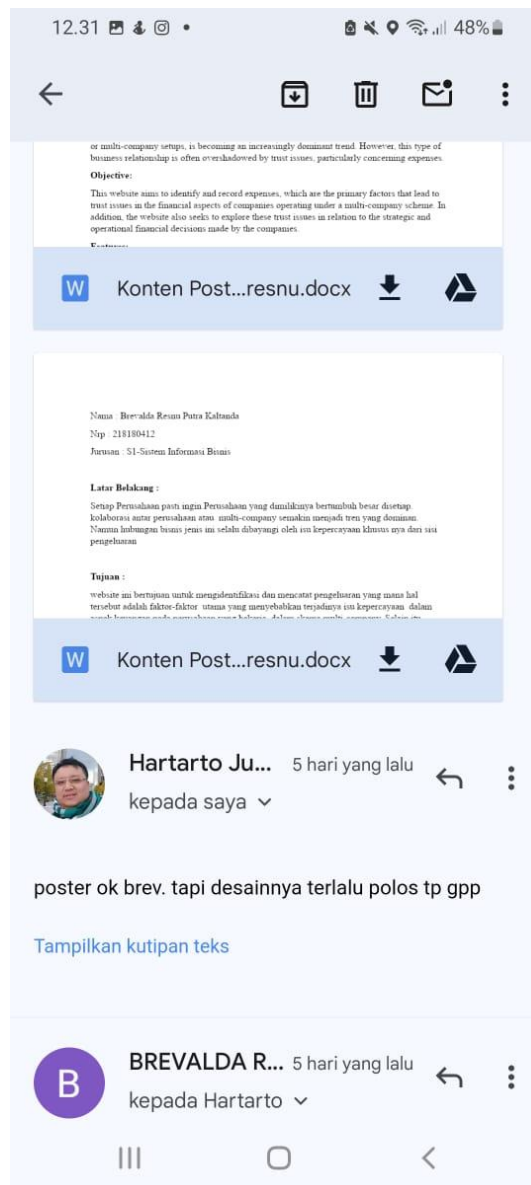 12.31
48%
or multi-company setups, is becoming an increasingly dominant trend. However, this type of
business relationship is often overshadowed by trust issues, particularly concerning expenses.
Objective:
This website aims to identify and record expenses, which are the primary factors that lead to
trust issues in the financial aspects of companies operating under a multi-company scheme. In
addition, the website also seeks to explore these trust issues in relation to the strategic and
operational financial decisions made by the companies.
Features:
W Konten Post...resnu.docx
Nama : Brevalda Resnu Putra Kaltanda
Nrp : 218180412
Jurusan : S1-Sistem Informasi Bisnis
Latar Belakang :
Setiap Perusahaan pasti ingin Perusahaan yang dimilikinya bertumbuh besar disetiap
kolaborasi antar perusahaan atau multi-company semakin menjadi tren yang dominan.
Namun hubungan bisnis jenis ini selalu dibayangi oleh isu kepercayaan khusus nya dari sisi
pengeluaran
Tujuan :
website ini bertujuan untuk mengidentifikasi dan mencatat pengeluaran yang mana hal
tersebut adalah faktor-faktor utama yang menyebabkan terjadinya isu kepercayaan dalam
W Konten Post...resnu.docx
Hartarto Ju... 5 hari yang lalu
kepada saya
poster ok brev. tapi desainnya terlalu polos tp gpp
Tampilkan kutipan teks
B
BREVALDA R... 5 hari yang lalu
kepada Hartarto